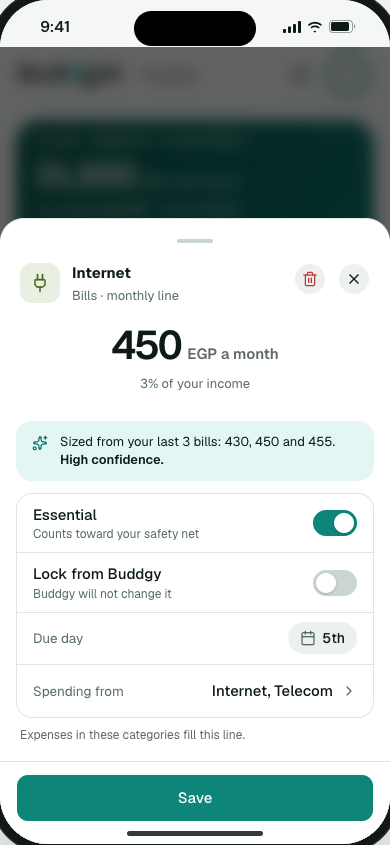 9:41
Internet
Bills · monthly line
450 EGP a month
3% of your income
Sized from your last 3 bills: 430, 450 and 455.
High confidence.
Essential
Counts toward your safety net
Lock from Buddgy
Buddgy will not change it
Due day
5th
Spending from
Internet, Telecom
Expenses in these categories fill this line.
Save